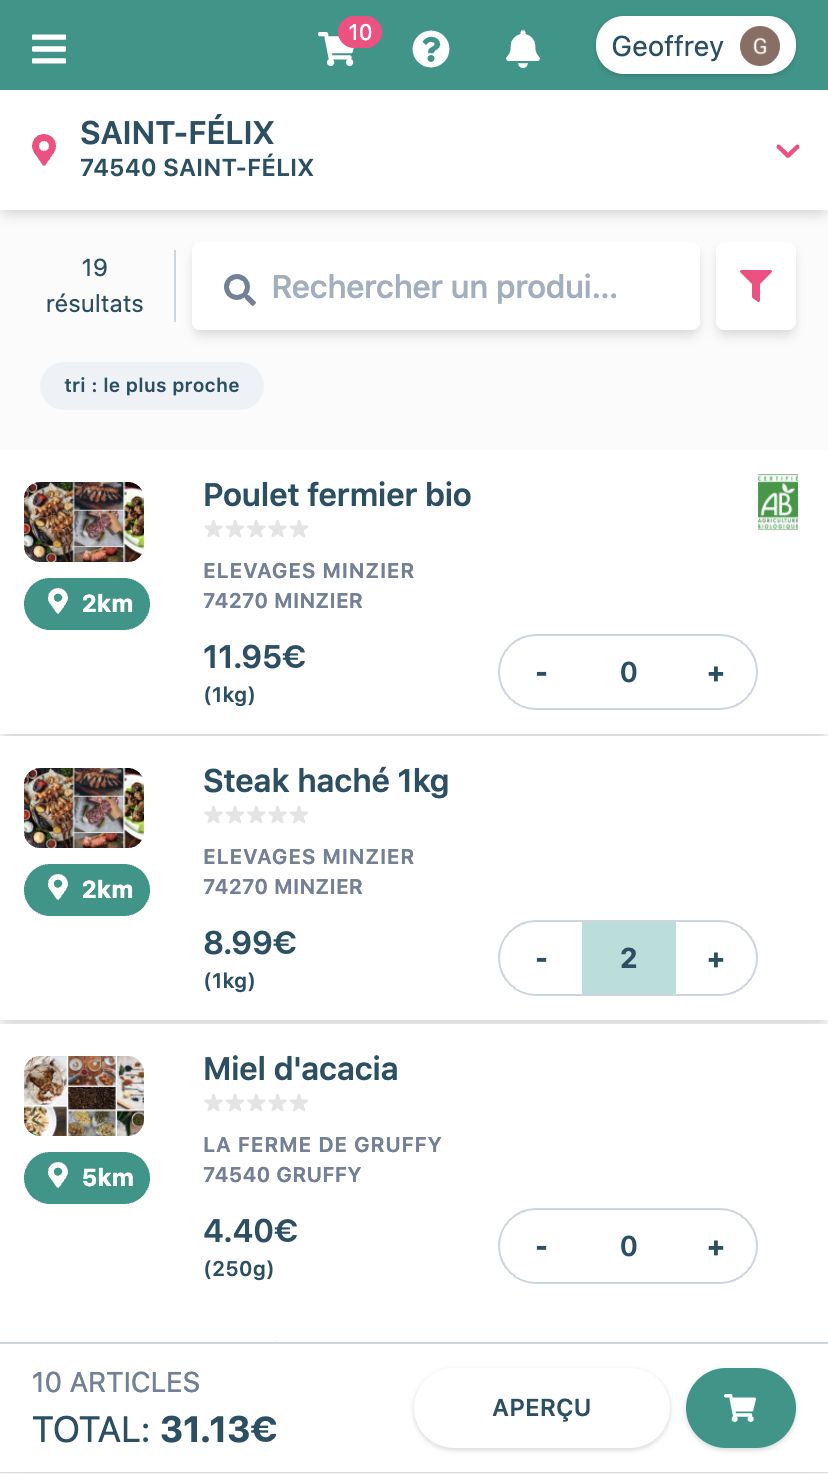 10
Geoffrey G
SAINT-FÉLIX
74540 SAINT-FÉLIX
19
résultats
Rechercher un produi...
tri : le plus proche
Poulet fermier bio
CERTIFIÉ
AB
AGRICULTURE
BIOLOGIQUE
ELEVAGES MINZIER
74270 MINZIER
2km
11.95€
(1kg)
- 0 +
Steak haché 1kg
ELEVAGES MINZIER
74270 MINZIER
2km
8.99€
(1kg)
- 2 +
Miel d'acacia
LA FERME DE GRUFFY
74540 GRUFFY
5km
4.40€
(250g)
- 0 +
10 ARTICLES
TOTAL: 31.13€
APERÇU